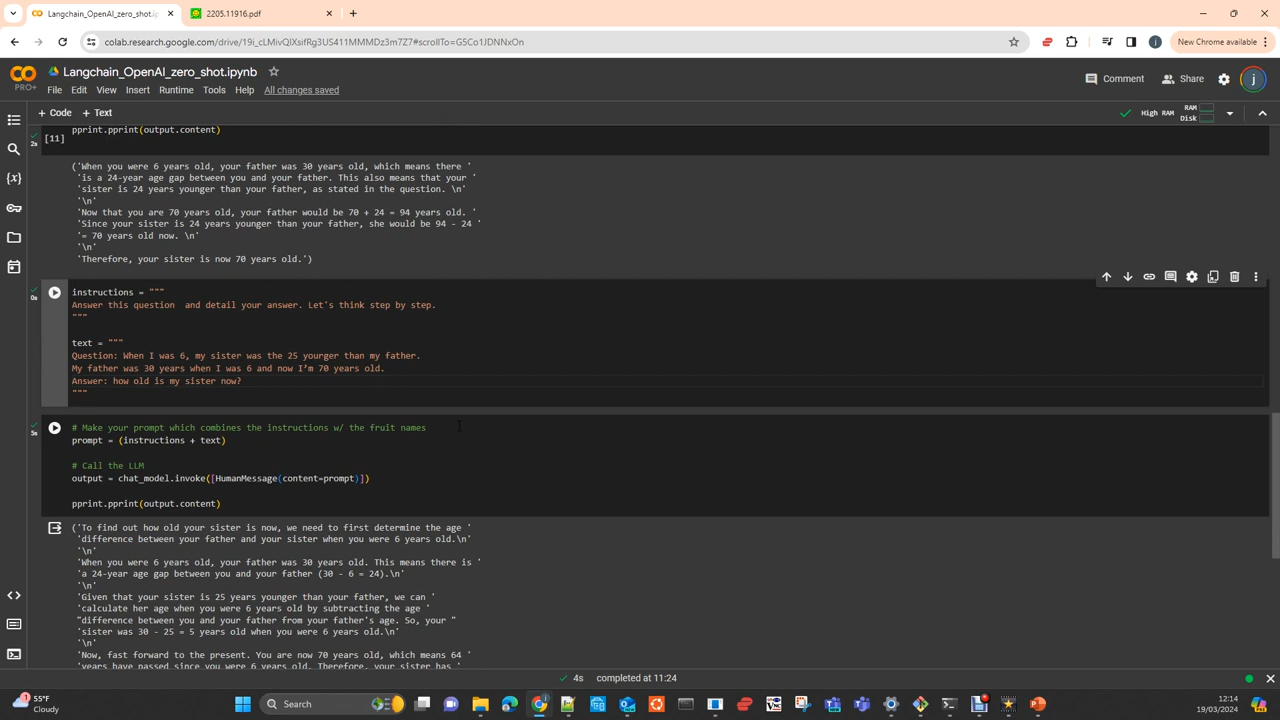 Langchain_OpenAI_zero_shot.ip
2205.11916.pdf
colab.research.google.com/drive/19i_cLMivQIXsifRg3US411MMMDz3m7Z7#scrollTo=G5Co1JDNNxOn
New Chrome available
PRO+
Langchain_OpenAI_zero_shot.ipynb
Comment
Share
j
File Edit View Insert Runtime Tools Help All changes saved
+ Code + Text
High RAM
RAM
Disk
[11]
2s
pprint.pprint(output.content)
('When you were 6 years old, your father was 30 years old, which means there '
'is a 24-year age gap between you and your father. This also means that your '
'sister is 24 years younger than your father, as stated in the question. \n'
'\n'
'Now that you are 70 years old, your father would be 70 + 24 = 94 years old. '
'Since your sister is 24 years younger than your father, she would be 94 - 24 '
'= 70 years old now. \n'
'\n'
'Therefore, your sister is now 70 years old.')
0s
instructions = """
Answer this question  and detail your answer. Let's think step by step.
"""
text = """
Question: When I was 6, my sister was the 25 yourger than my father.
My father was 30 years when I was 6 and now I’m 70 years old.
Answer: how old is my sister now?
"""
5s
# Make your prompt which combines the instructions w/ the fruit names
prompt = (instructions + text)
# Call the LLM
output = chat_model.invoke([HumanMessage(content=prompt)])
pprint.pprint(output.content)
('To find out how old your sister is now, we need to first determine the age '
'difference between your father and your sister when you were 6 years old.\n'
'\n'
'When you were 6 years old, your father was 30 years old. This means there is '
'a 24-year age gap between you and your father (30 - 6 = 24).\n'
'\n'
'Given that your sister is 25 years younger than your father, we can '
'calculate her age when you were 6 years old by subtracting the age '
"difference between you and your father from your father's age. So, your "
'sister was 30 - 25 = 5 years old when you were 6 years old.\n'
'\n'
'Now, fast forward to the present. You are now 70 years old, which means 64 '
'years have passed since you were 6 years old. Therefore, your sister has '
4s completed at 11:24
55°F
Cloudy
Search
12:14
19/03/2024